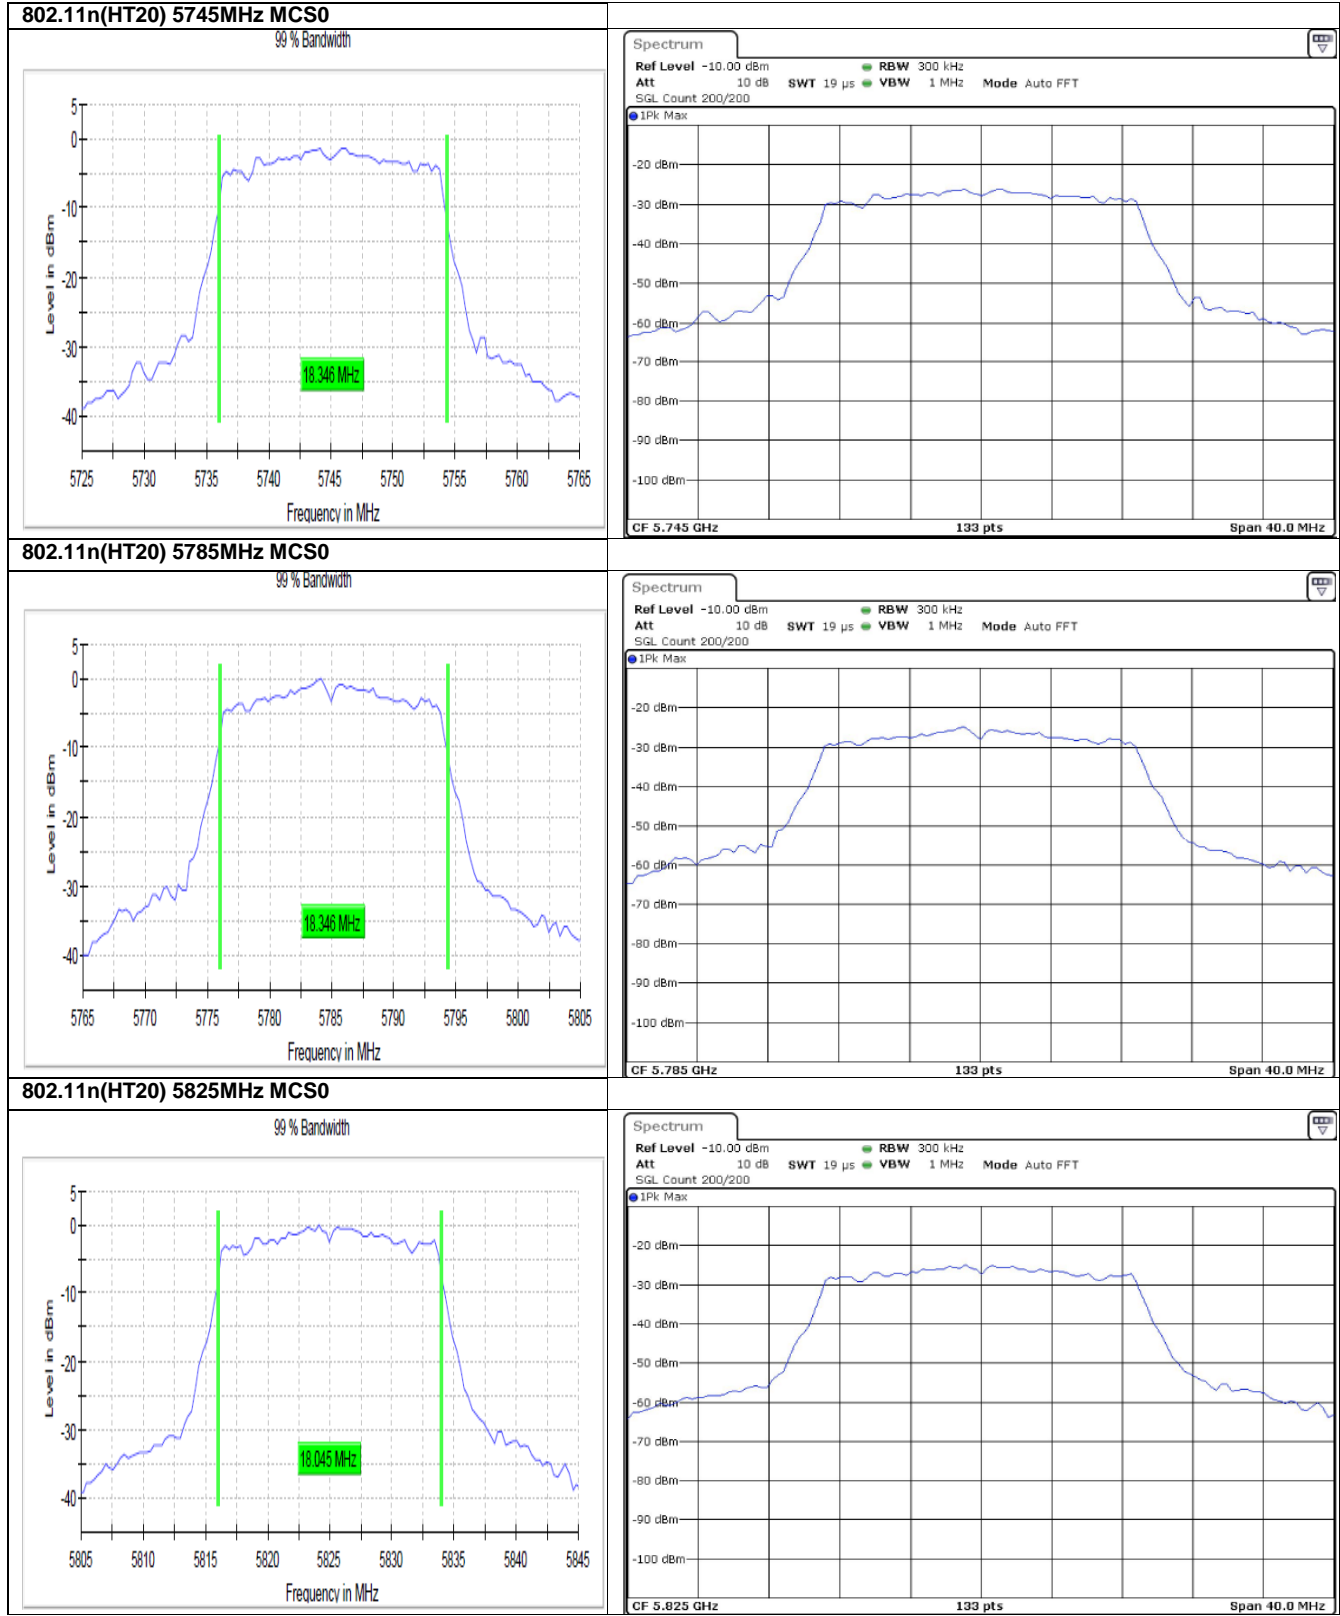 802.11n(HT20) 5745MHz MCS0
99 % Bandwidth
5
0
-10
-20
-30
-40
Level in dBm
18.346 MHz
5725 5730 5735 5740 5745 5750 5755 5760 5765
Frequency in MHz
Spectrum
Ref Level -10.00 dBm RBW 300 kHz
Att 10 dB SWT 19 µs VBW 1 MHz Mode Auto FFT
SGL Count 200/200
1Pk Max
-20 dBm
-30 dBm
-40 dBm
-50 dBm
-60 dBm
-70 dBm
-80 dBm
-90 dBm
-100 dBm
CF 5.745 GHz 133 pts Span 40.0 MHz
802.11n(HT20) 5785MHz MCS0
99 % Bandwidth
5
0
-10
-20
-30
-40
Level in dBm
18.346 MHz
5765 5770 5775 5780 5785 5790 5795 5800 5805
Frequency in MHz
Spectrum
Ref Level -10.00 dBm RBW 300 kHz
Att 10 dB SWT 19 µs VBW 1 MHz Mode Auto FFT
SGL Count 200/200
1Pk Max
-20 dBm
-30 dBm
-40 dBm
-50 dBm
-60 dBm
-70 dBm
-80 dBm
-90 dBm
-100 dBm
CF 5.785 GHz 133 pts Span 40.0 MHz
802.11n(HT20) 5825MHz MCS0
99 % Bandwidth
5
0
-10
-20
-30
-40
Level in dBm
18.045 MHz
5805 5810 5815 5820 5825 5830 5835 5840 5845
Frequency in MHz
Spectrum
Ref Level -10.00 dBm RBW 300 kHz
Att 10 dB SWT 19 µs VBW 1 MHz Mode Auto FFT
SGL Count 200/200
1Pk Max
-20 dBm
-30 dBm
-40 dBm
-50 dBm
-60 dBm
-70 dBm
-80 dBm
-90 dBm
-100 dBm
CF 5.825 GHz 133 pts Span 40.0 MHz